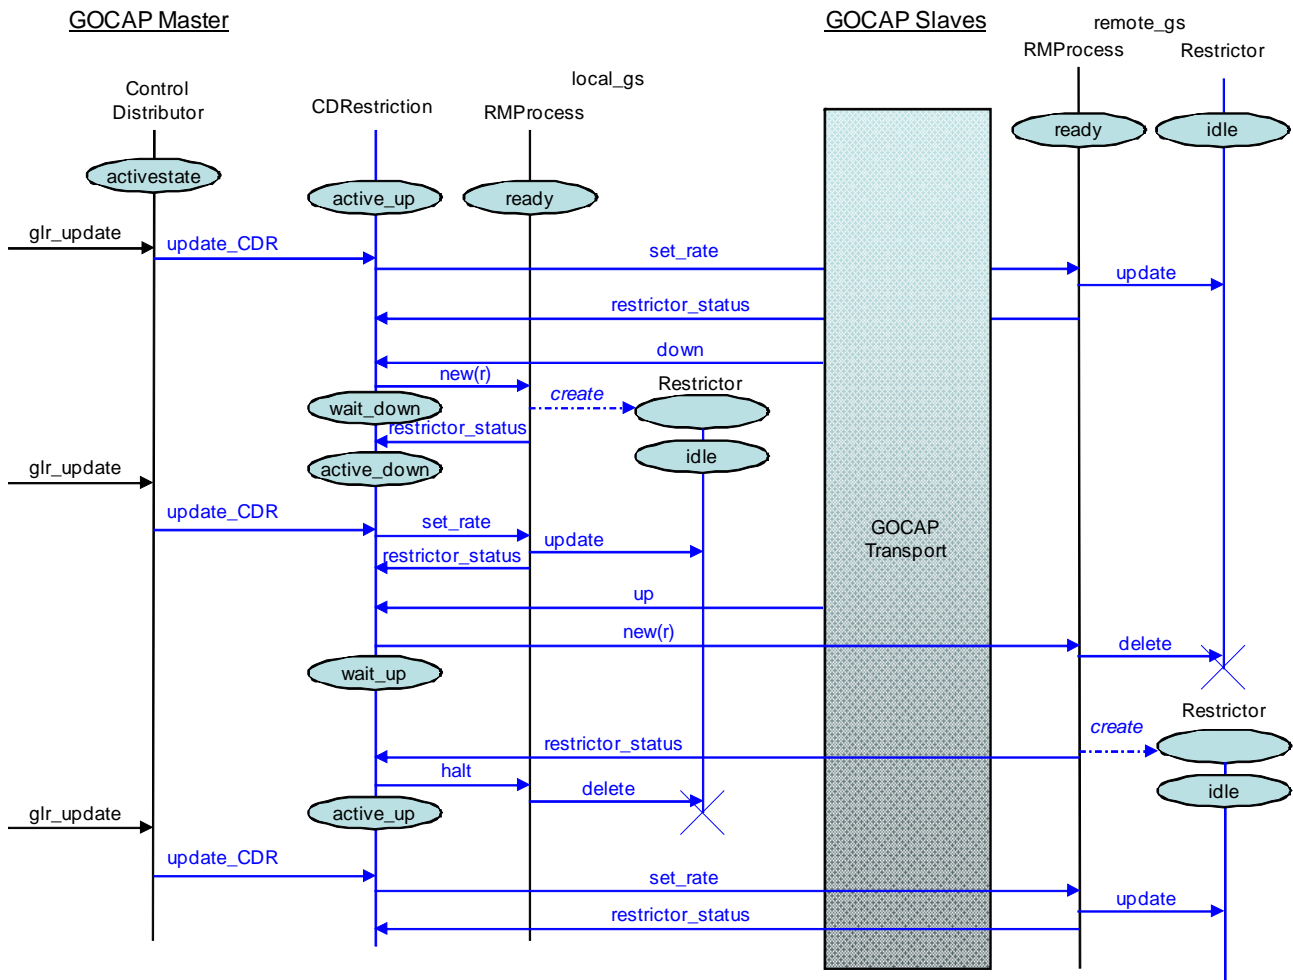 GOCAP Master
GOCAP Slaves
remote_gs
RMProcess
Restrictor
local_gs
Control
Distributor
CDRestriction
RMProcess
ready
idle
activestate
active_up
ready
glr_update
update_CDR
set_rate
update
restrictor_status
down
new(r)
Restrictor
create
wait_down
restrictor_status
idle
active_down
glr_update
update_CDR
set_rate
GOCAP
Transport
update
restrictor_status
up
new(r)
delete
wait_up
Restrictor
create
restrictor_status
halt
delete
idle
active_up
glr_update
update_CDR
set_rate
update
restrictor_status